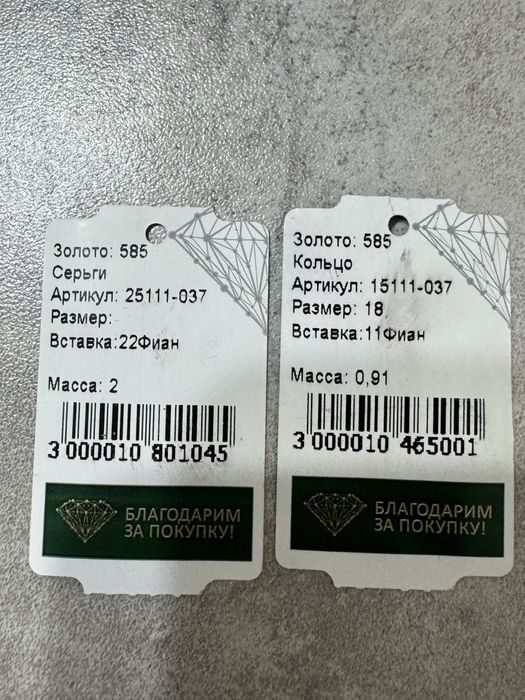 Золото: 585
Серьги
Артикул: 25111-037
Размер:
Вставка:22Фиан
Масса: 2
3 000010 801045
БЛАГОДАРИМ
ЗА ПОКУПКУ!
Золото: 585
Кольцо
Артикул: 15111-037
Размер: 18,
Вставка:11Фиан
Масса: 0,91
3 000010 465001
БЛАГОДАРИМ
ЗА ПОКУПКУ!